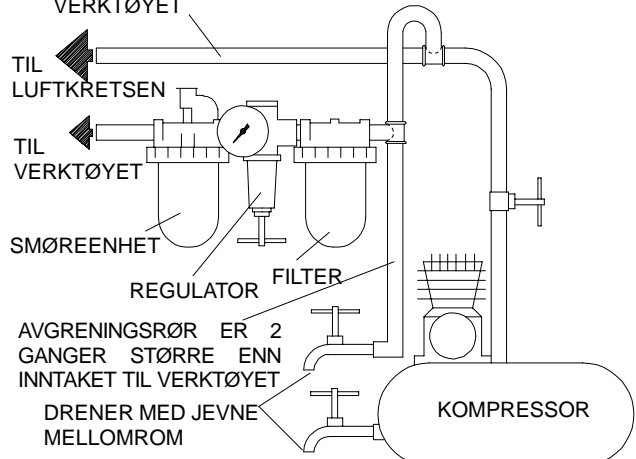 VERKTØYET
TIL
LUFTKRETSEN
TIL
VERKTØYET
SMØREENHET
REGULATOR
FILTER
AVGRENINGSRØR ER 2
GANGER STØRRE ENN
INNTAKET TIL VERKTØYET
DRENER MED JEVNE
MELLOMROM
KOMPRESSOR